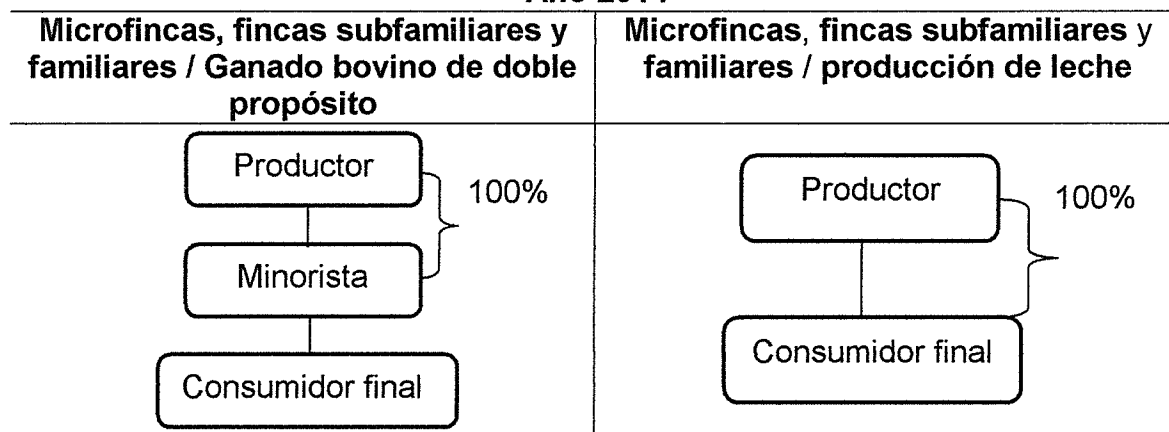 Microfincas, fincas subfamiliares y
familiares / Ganado bovino de doble
propósito
Microfincas, fincas subfamiliares y
familiares / producción de leche
Productor
100%
Minorista
Consumidor final
Productor
100%
Consumidor final